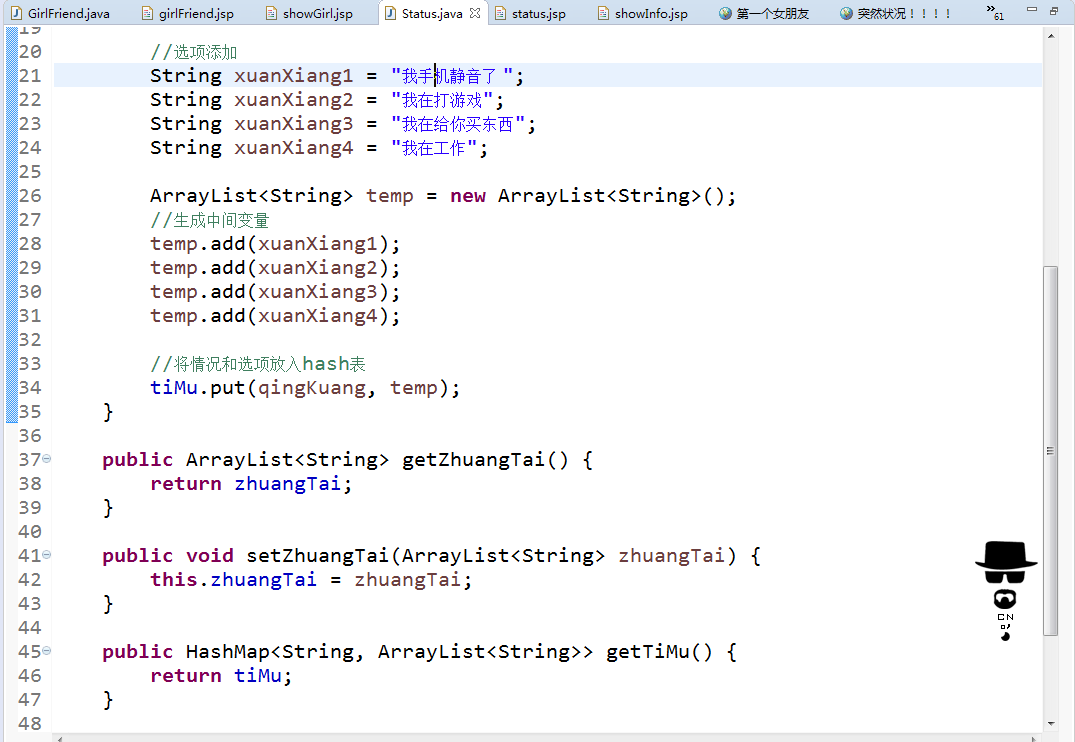 GirlFriend.java girlFriend.jsp showGirl.jsp Status.java status.jsp showInfo.jsp 第一个女朋友 突然状况！！！！ »61
19
20 //选项添加
21 String xuanXiang1 = "我手机静音了 ";
22 String xuanXiang2 = "我在打游戏";
23 String xuanXiang3 = "我在给你买东西";
24 String xuanXiang4 = "我在工作";
25
26 ArrayList<String> temp = new ArrayList<String>();
27 //生成中间变量
28 temp.add(xuanXiang1);
29 temp.add(xuanXiang2);
30 temp.add(xuanXiang3);
31 temp.add(xuanXiang4);
32
33 //将情况和选项放入hash表
34 tiMu.put(qingKuang, temp);
35 }
36
37 public ArrayList<String> getZhuangTai() {
38 return zhuangTai;
39 }
40
41 public void setZhuangTai(ArrayList<String> zhuangTai) {
42 this.zhuangTai = zhuangTai;
43 }
44
45 public HashMap<String, ArrayList<String>> getTiMu() {
46 return tiMu;
47 }
48
CN